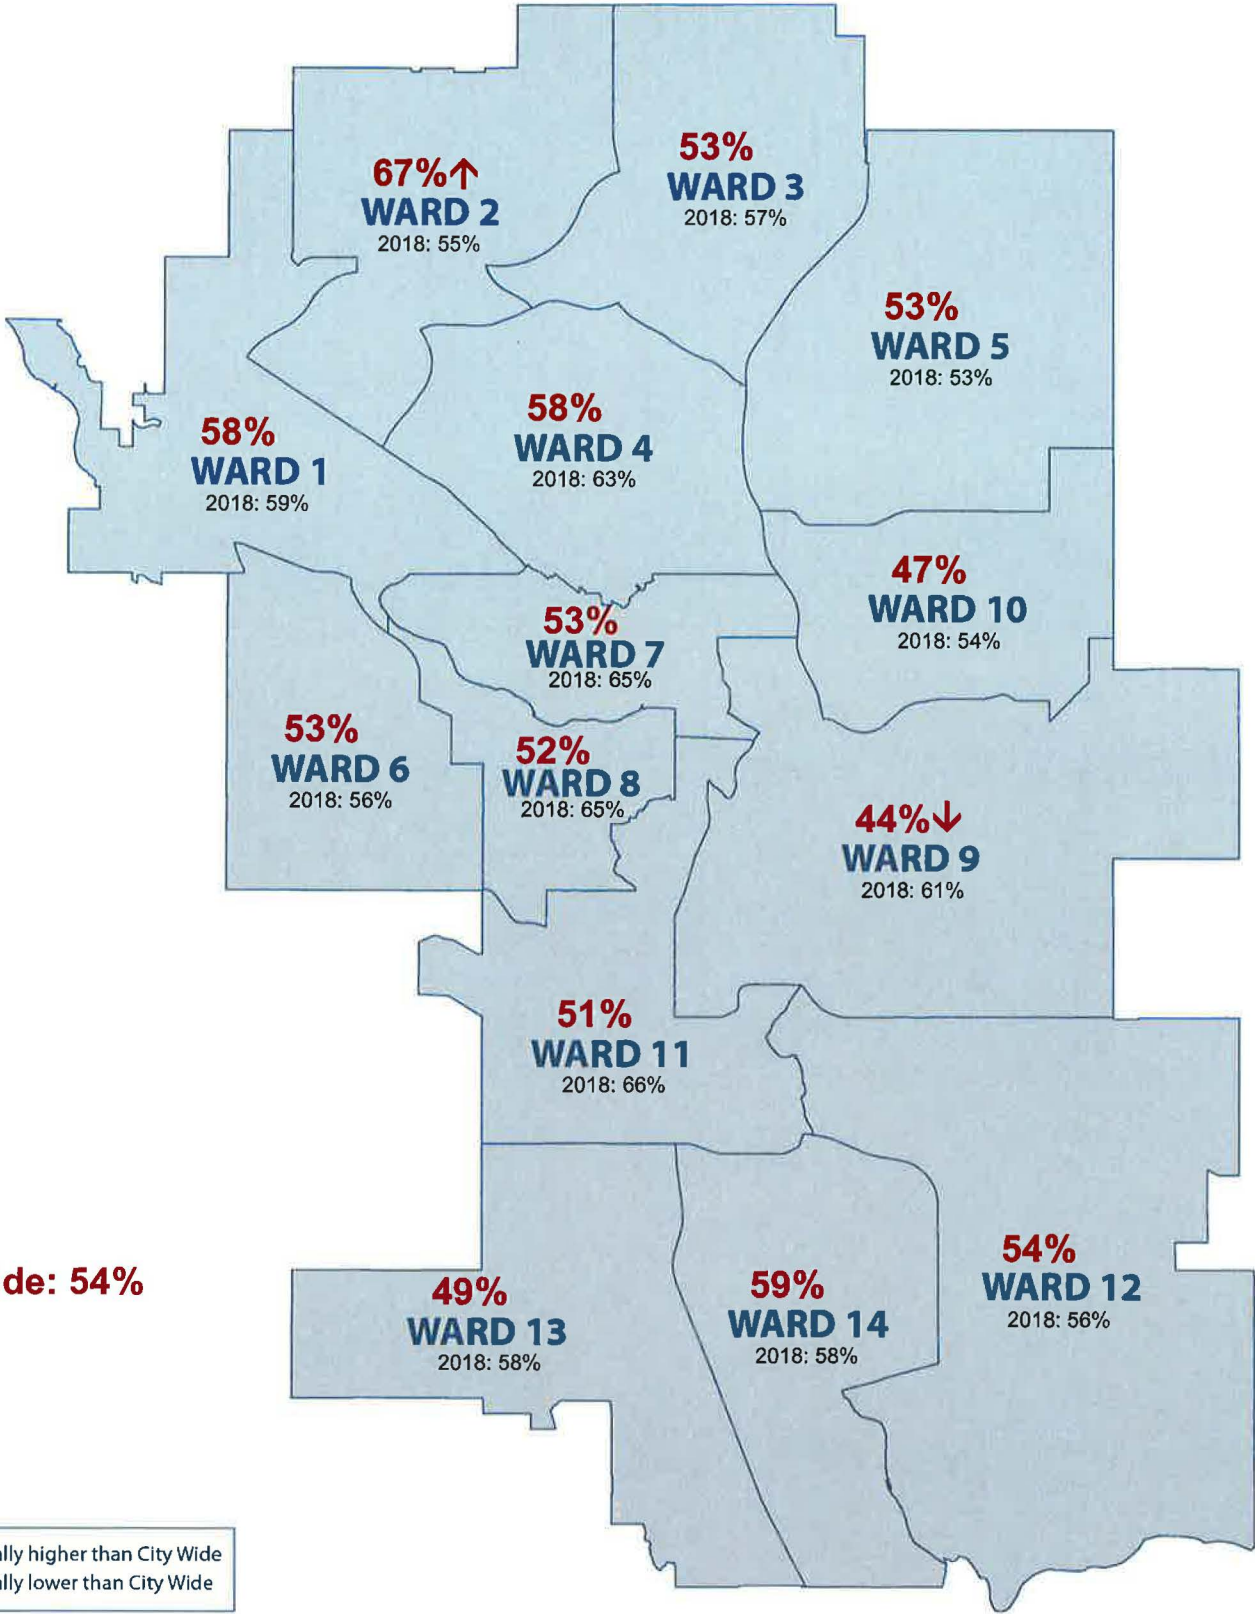 67%↑
WARD 2
2018: 55%
53%
WARD 3
2018: 57%
53%
WARD 5
2018: 53%
58%
WARD 1
2018: 59%
58%
WARD 4
2018: 63%
47%
WARD 10
2018: 54%
53%
WARD 7
2018: 65%
53%
WARD 6
2018: 56%
52%
WARD 8
2018: 65%
44%↓
WARD 9
2018: 61%
51%
WARD 11
2018: 66%
de: 54%
49%
WARD 13
2018: 58%
59%
WARD 14
2018: 58%
54%
WARD 12
2018: 56%
lly higher than City Wide
lly lower than City Wide